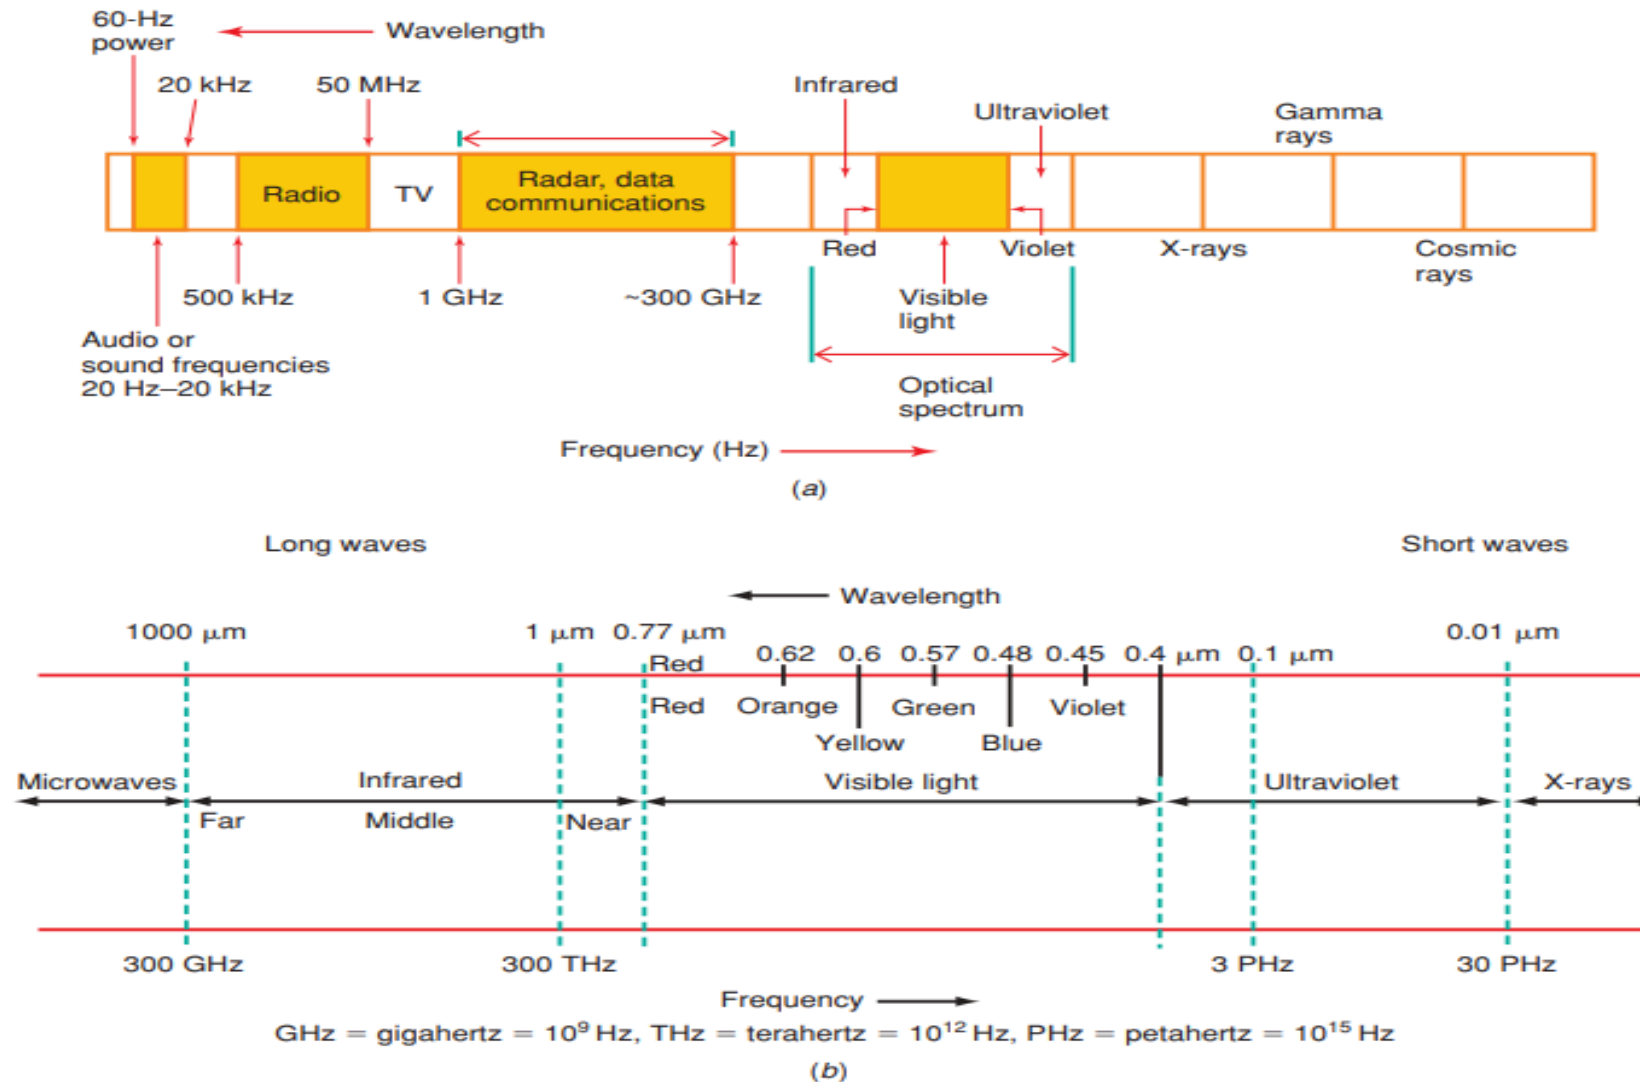 60-Hz
power
Wavelength
20 kHz
50 MHz
Infrared
Ultraviolet
Gamma
rays
Radio
TV
Radar, data
communications
Red
Violet
X-rays
Cosmic
rays
500 kHz
1 GHz
~300 GHz
Visible
light
Audio or
sound frequencies
20 Hz–20 kHz
Optical
spectrum
Frequency (Hz)
(a)
Long waves
Short waves
Wavelength
1000 μm
1 μm
0.77 μm
0.62
0.6
0.57
0.48
0.45
0.4 μm
0.1 μm
0.01 μm
Red
Red
Orange
Yellow
Green
Blue
Violet
Microwaves
Infrared
Visible light
Ultraviolet
X-rays
Far
Middle
Near
300 GHz
300 THz
3 PHz
30 PHz
Frequency
GHz = gigahertz = 10⁹ Hz, THz = terahertz = 10¹² Hz, PHz = petahertz = 10¹⁵ Hz
(b)